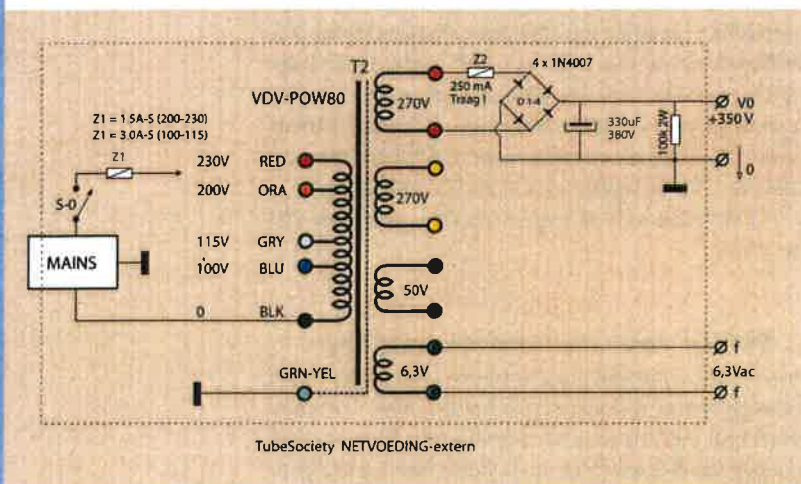 T2
Z2
4 x 1N4007
VDV-POW80
250 mA
Traag !
D 1-4
270V
V0
+350 V
Z1 = 1.5A-S (200-230)
Z1 = 3.0A-S (100-115)
330uF
380V
100k 2W
0
Z1
230V RED
200V ORA
S-0
270V
115V GRY
100V BLU
MAINS
50V
0 BLK
f
GRN-YEL
6,3V
6,3Vac
f
TubeSociety NETVOEDING-extern